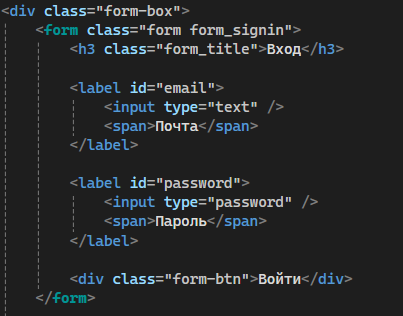 <div class="form-box">
<form class="form form_signin">
<h3 class="form_title">Вход</h3>
<label id="email">
<input type="text" />
<span>Почта</span>
</label>
<label id="password">
<input type="password" />
<span>Пароль</span>
</label>
<div class="form-btn">Войти</div>
</form>